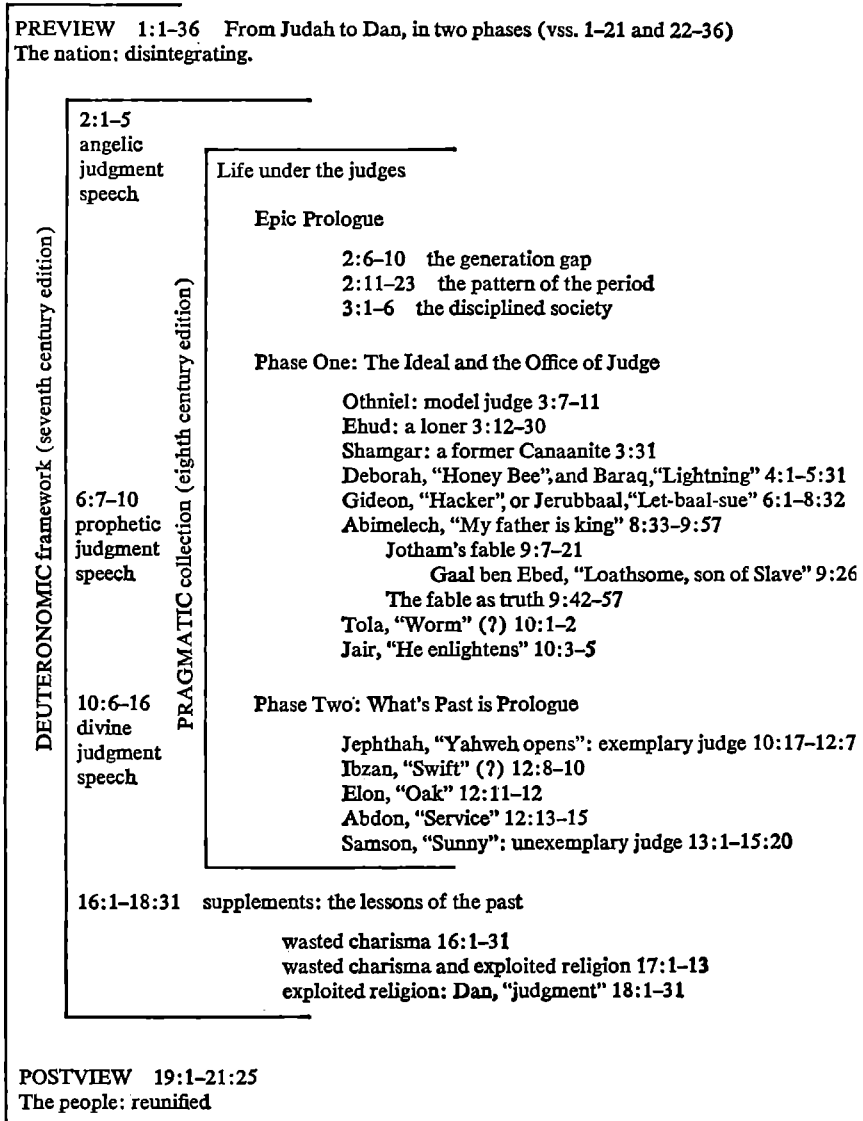 PREVIEW 1:1–36 From Judah to Dan, in two phases (vss. 1–21 and 22–36)
The nation: disintegrating.
DEUTERONOMIC framework (seventh century edition)
2:1–5
angelic
judgment
speech
6:7–10
prophetic
judgment
speech
10:6–16
divine
judgment
speech
PRAGMATIC collection (eighth century edition)
Life under the judges
Epic Prologue
2:6–10 the generation gap
2:11–23 the pattern of the period
3:1–6 the disciplined society
Phase One: The Ideal and the Office of Judge
Othniel: model judge 3:7–11
Ehud: a loner 3:12–30
Shamgar: a former Canaanite 3:31
Deborah, “Honey Bee”, and Baraq, “Lightning” 4:1–5:31
Gideon, “Hacker”, or Jerubbaal, “Let-baal-sue” 6:1–8:32
Abimelech, “My father is king” 8:33–9:57
Jotham’s fable 9:7–21
Gaal ben Ebed, “Loathsome, son of Slave” 9:26
The fable as truth 9:42–57
Tola, “Worm” (?) 10:1–2
Jair, “He enlightens” 10:3–5
Phase Two: What’s Past is Prologue
Jephthah, “Yahweh opens”: exemplary judge 10:17–12:7
Ibzan, “Swift” (?) 12:8–10
Elon, “Oak” 12:11–12
Abdon, “Service” 12:13–15
Samson, “Sunny”: unexemplary judge 13:1–15:20
16:1–18:31 supplements: the lessons of the past
wasted charisma 16:1–31
wasted charisma and exploited religion 17:1–13
exploited religion: Dan, “judgment” 18:1–31
POSTVIEW 19:1–21:25
The people: reunified